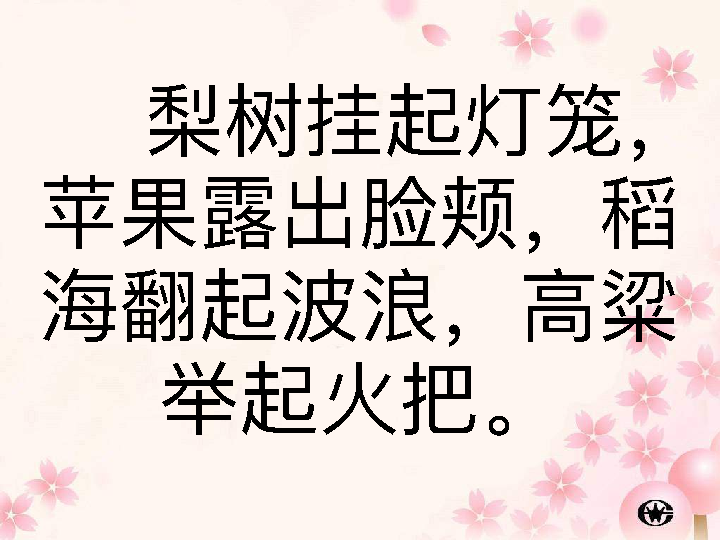 梨树挂起灯笼，
苹果露出脸颊，稻
海翻起波浪，高粱
举起火把。